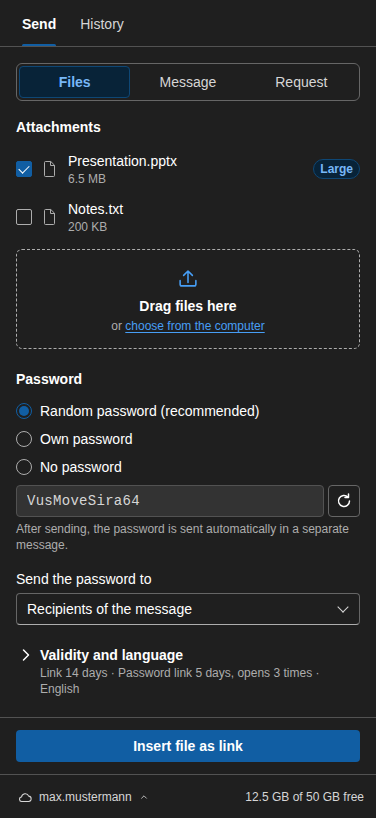 Send History
Files Message Request
Attachments
Presentation.pptx
6.5 MB
Large
Notes.txt
200 KB
Drag files here
or choose from the computer
Password
Random password (recommended)
Own password
No password
VusMoveSira64
After sending, the password is sent automatically in a separate
message.
Send the password to
Recipients of the message
Validity and language
Link 14 days · Password link 5 days, opens 3 times ·
English
Insert file as link
max.mustermann 12.5 GB of 50 GB free